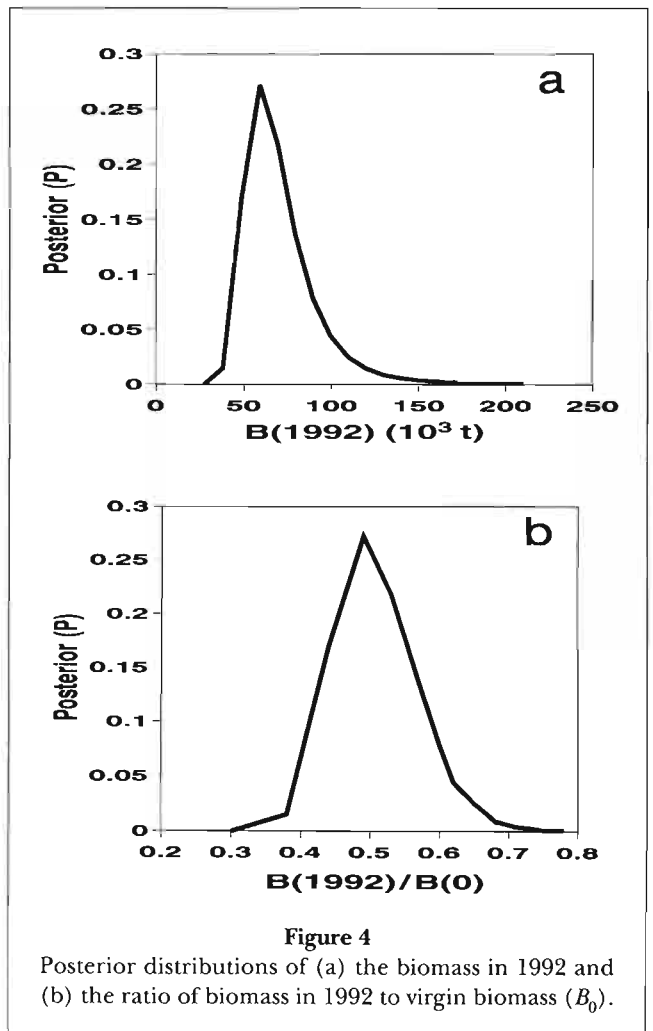 0.3
a
0.25
0.2
0.15
0.1
0.05
0
Posterior (P)
0 50 100 150 200 250
B(1992) (10³ t)
0.3
b
0.25
0.2
0.15
0.1
0.05
0
Posterior (P)
0.2 0.3 0.4 0.5 0.6 0.7 0.8
B(1992)/B(0)
Figure 4
Posterior distributions of (a) the biomass in 1992 and
(b) the ratio of biomass in 1992 to virgin biomass (B₀).